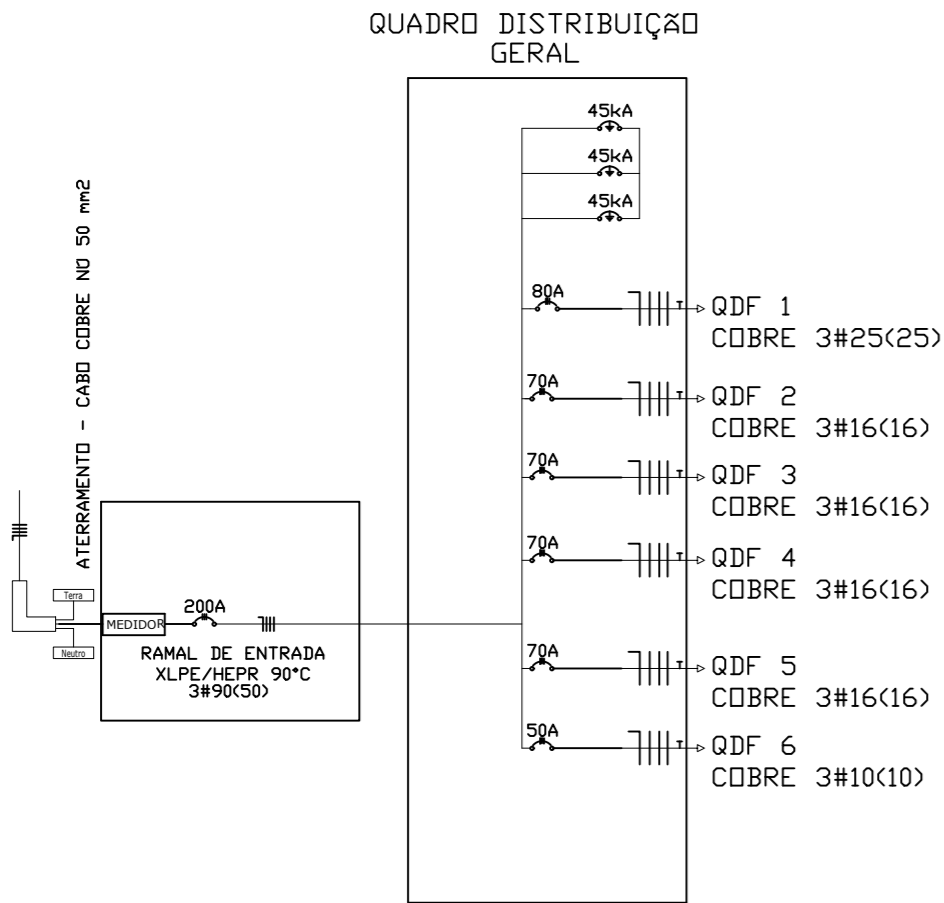 QUADRO DISTRIBUIÇÃO
GERAL
45kA
45kA
45kA
80A
QDF 1
COBRE 3#25(25)
70A
QDF 2
COBRE 3#16(16)
70A
QDF 3
COBRE 3#16(16)
70A
QDF 4
COBRE 3#16(16)
70A
QDF 5
COBRE 3#16(16)
50A
QDF 6
COBRE 3#10(10)
ATERRAMENTO - CABO COBRE NU 50 mm2
Terra
Neutro
MEDIDOR
200A
RAMAL DE ENTRADA
XLPE/HEPR 90°C
3#90(50)